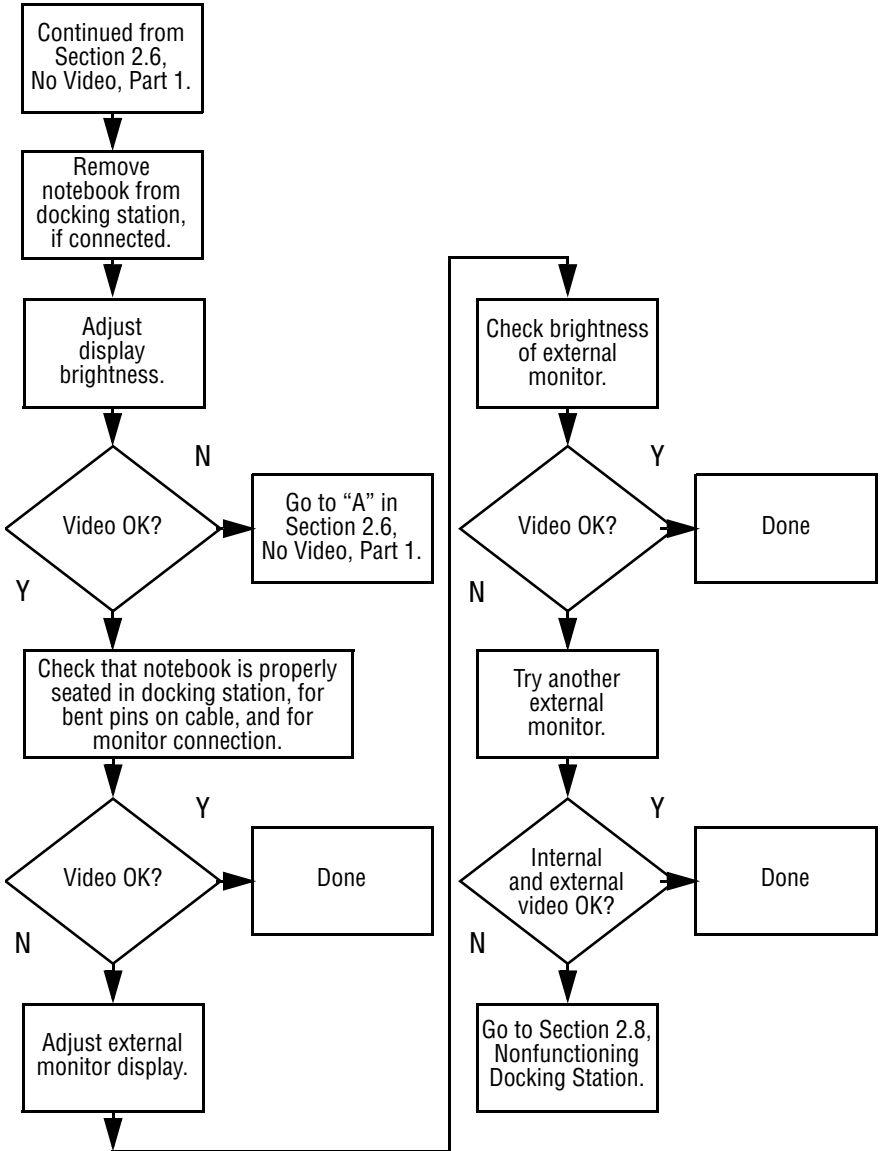 Continued from
Section 2.6,
No Video, Part 1.
Remove
notebook from
docking station,
if connected.
Adjust
display
brightness.
N
Video OK?
Go to “A” in
Section 2.6,
No Video, Part 1.
Y
Check that notebook is properly
seated in docking station, for
bent pins on cable, and for
monitor connection.
Y
Video OK?
Done
N
Adjust external
monitor display.
Check brightness
of external
monitor.
Y
Video OK?
Done
N
Try another
external
monitor.
Y
Internal
and external
video OK?
Done
N
Go to Section 2.8,
Nonfunctioning
Docking Station.